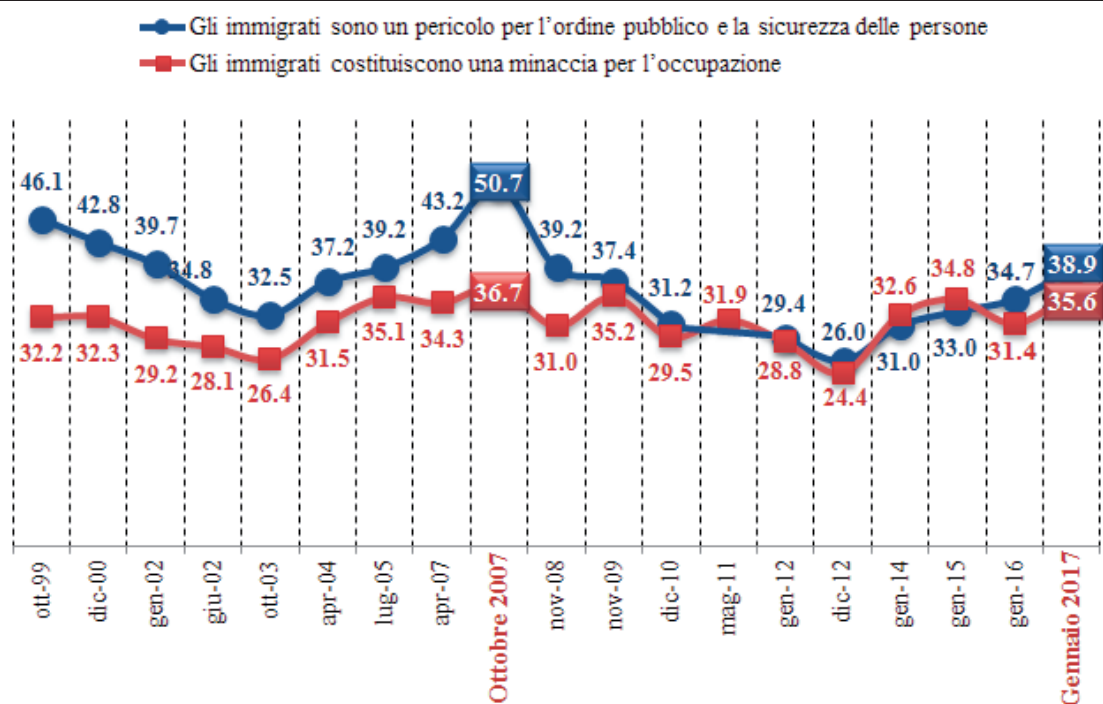 Gli immigrati sono un pericolo per l'ordine pubblico e la sicurezza delle persone
Gli immigrati costituiscono una minaccia per l'occupazione
46.1
42.8
39.7
34.8
32.5
37.2
39.2
43.2
50.7
39.2
37.4
31.2
29.4
26.0
31.0
33.0
34.7
38.9
32.2
32.3
29.2
28.1
26.4
31.5
35.1
34.3
36.7
31.0
35.2
29.5
31.9
28.8
24.4
32.6
34.8
31.4
35.6
ott-99
dic-00
gen-02
giu-02
ott-03
apr-04
lug-05
apr-07
Ottobre 2007
nov-08
nov-09
dic-10
mag-11
gen-12
dic-12
gen-14
gen-15
gen-16
Gennaio 2017